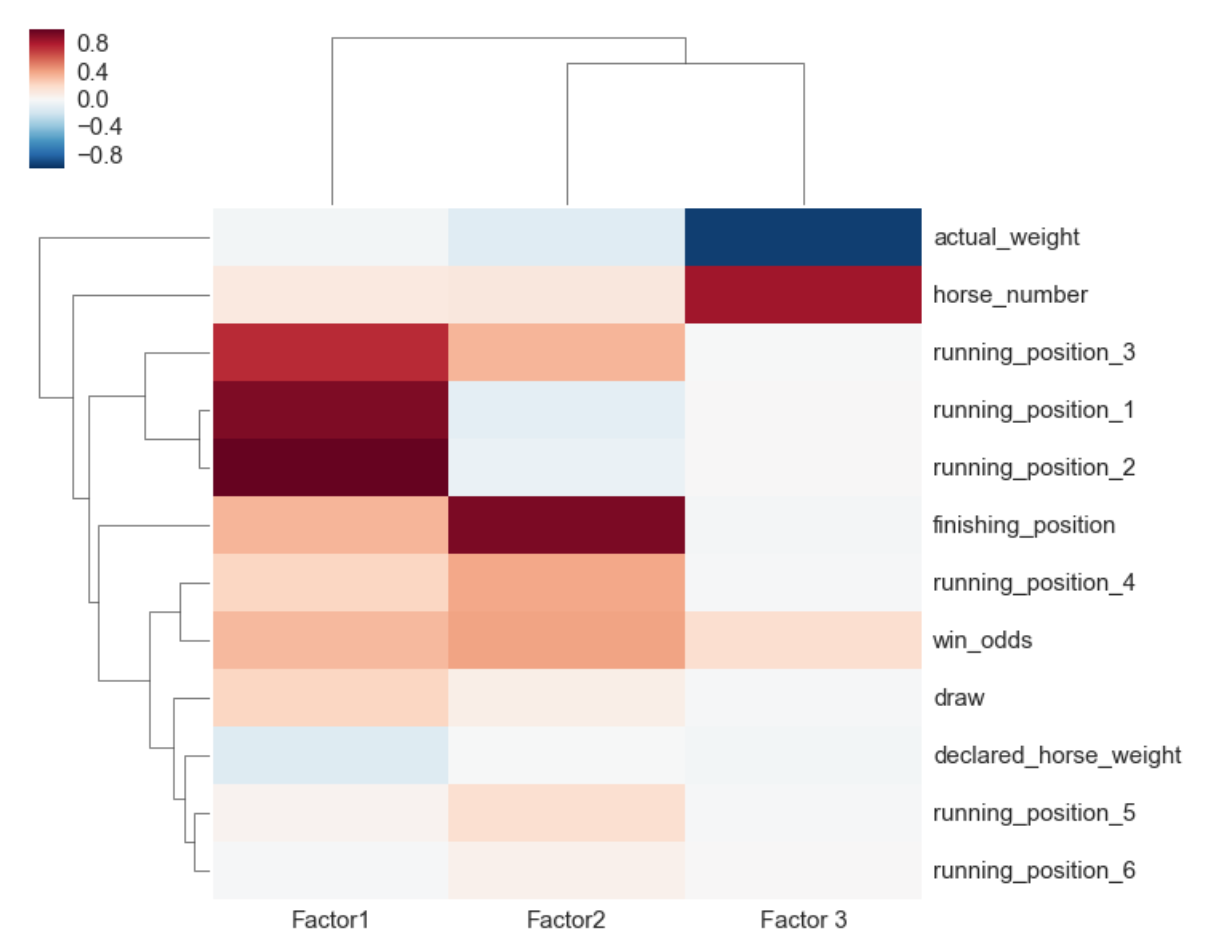 0.8
0.4
0.0
−0.4
−0.8
actual_weight
horse_number
running_position_3
running_position_1
running_position_2
finishing_position
running_position_4
win_odds
draw
declared_horse_weight
running_position_5
running_position_6
Factor1 Factor2 Factor 3